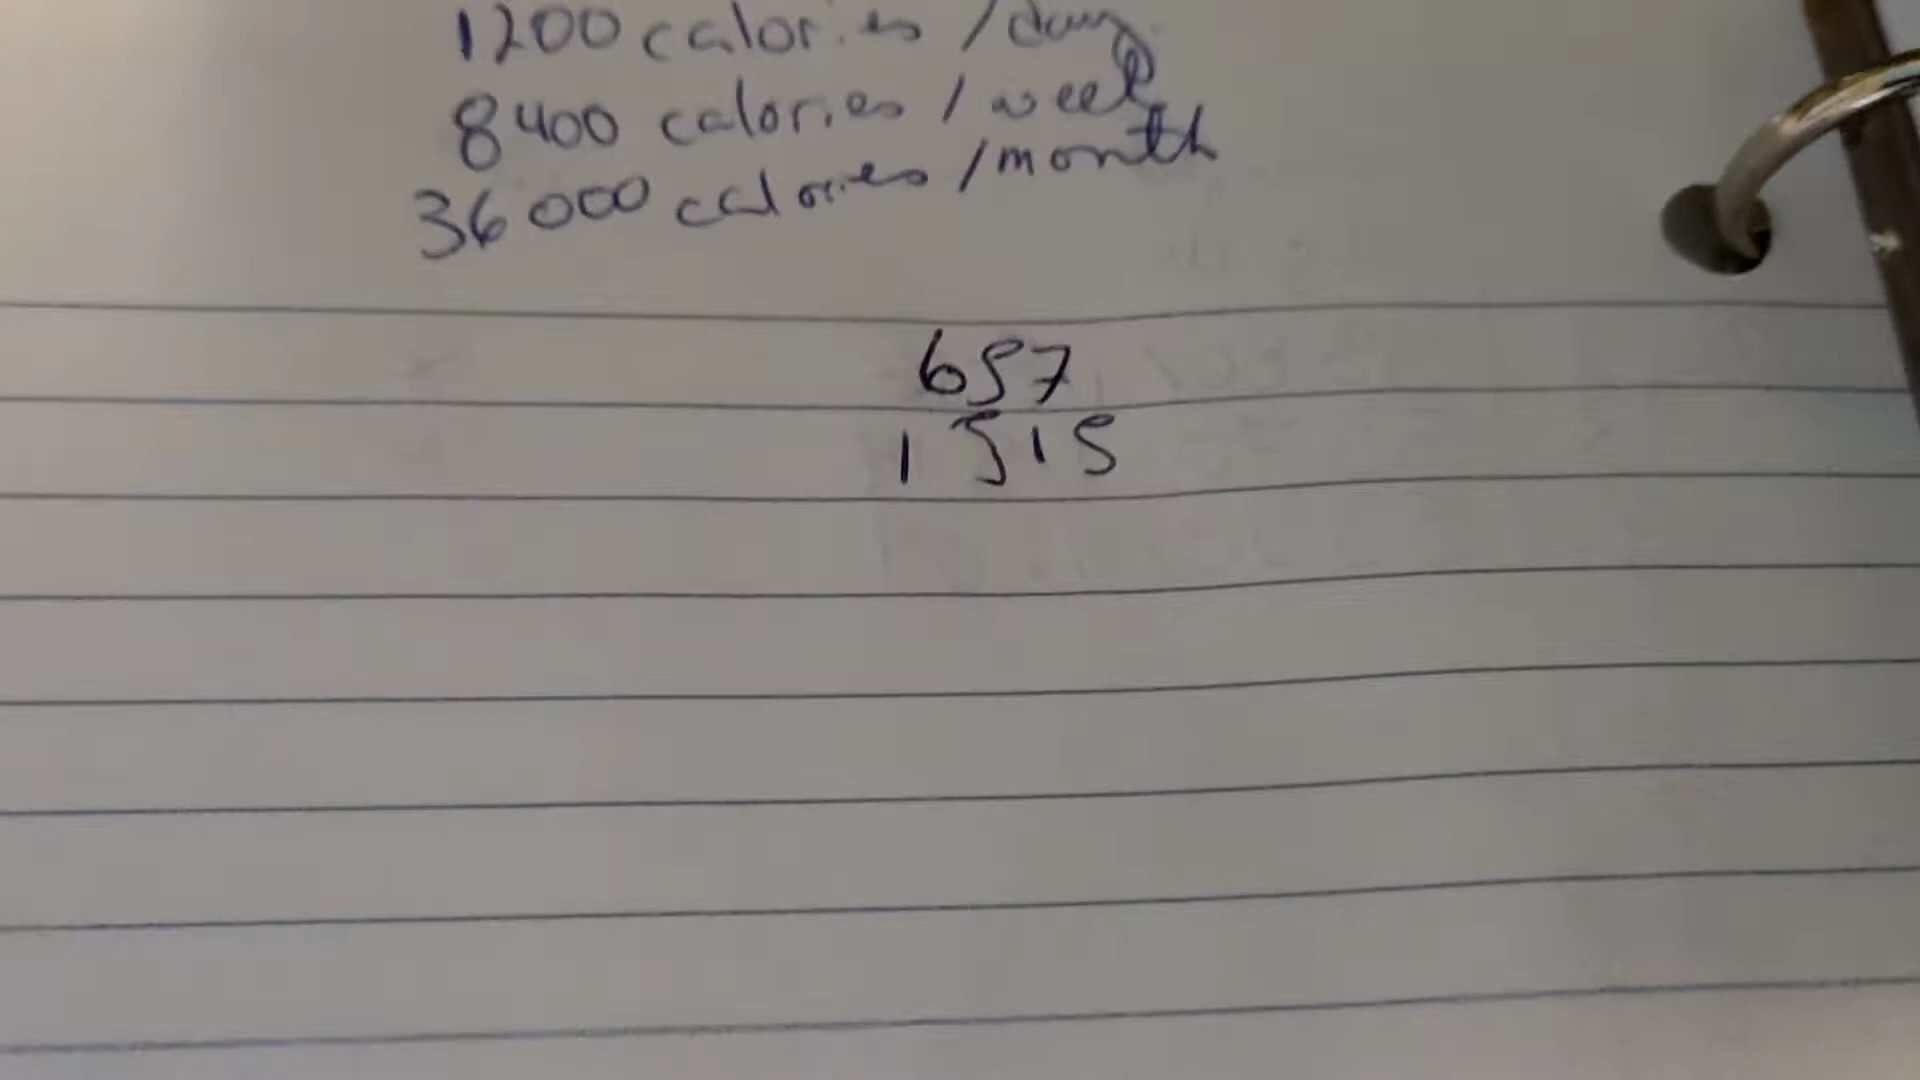 1200 calories / day
8400 calories / week
36000 calories / month
657
1515